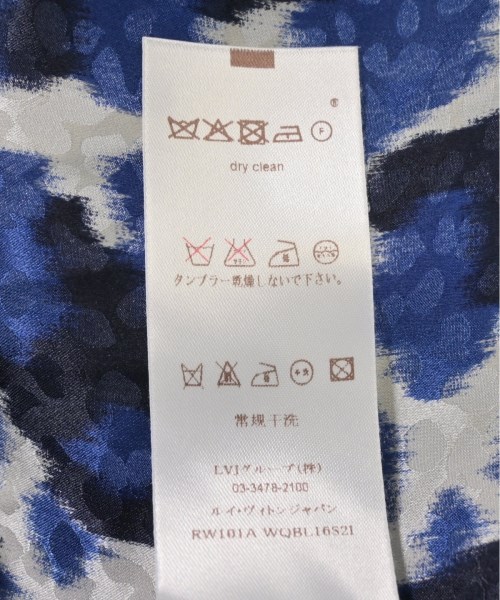 ®
F
dry clean
タンブラー乾燥しないで下さい。
常规干洗
LVJグループ(株)
03-3478-2100
ルイ・ヴィトンジャパン
RW101A WQBL16S21